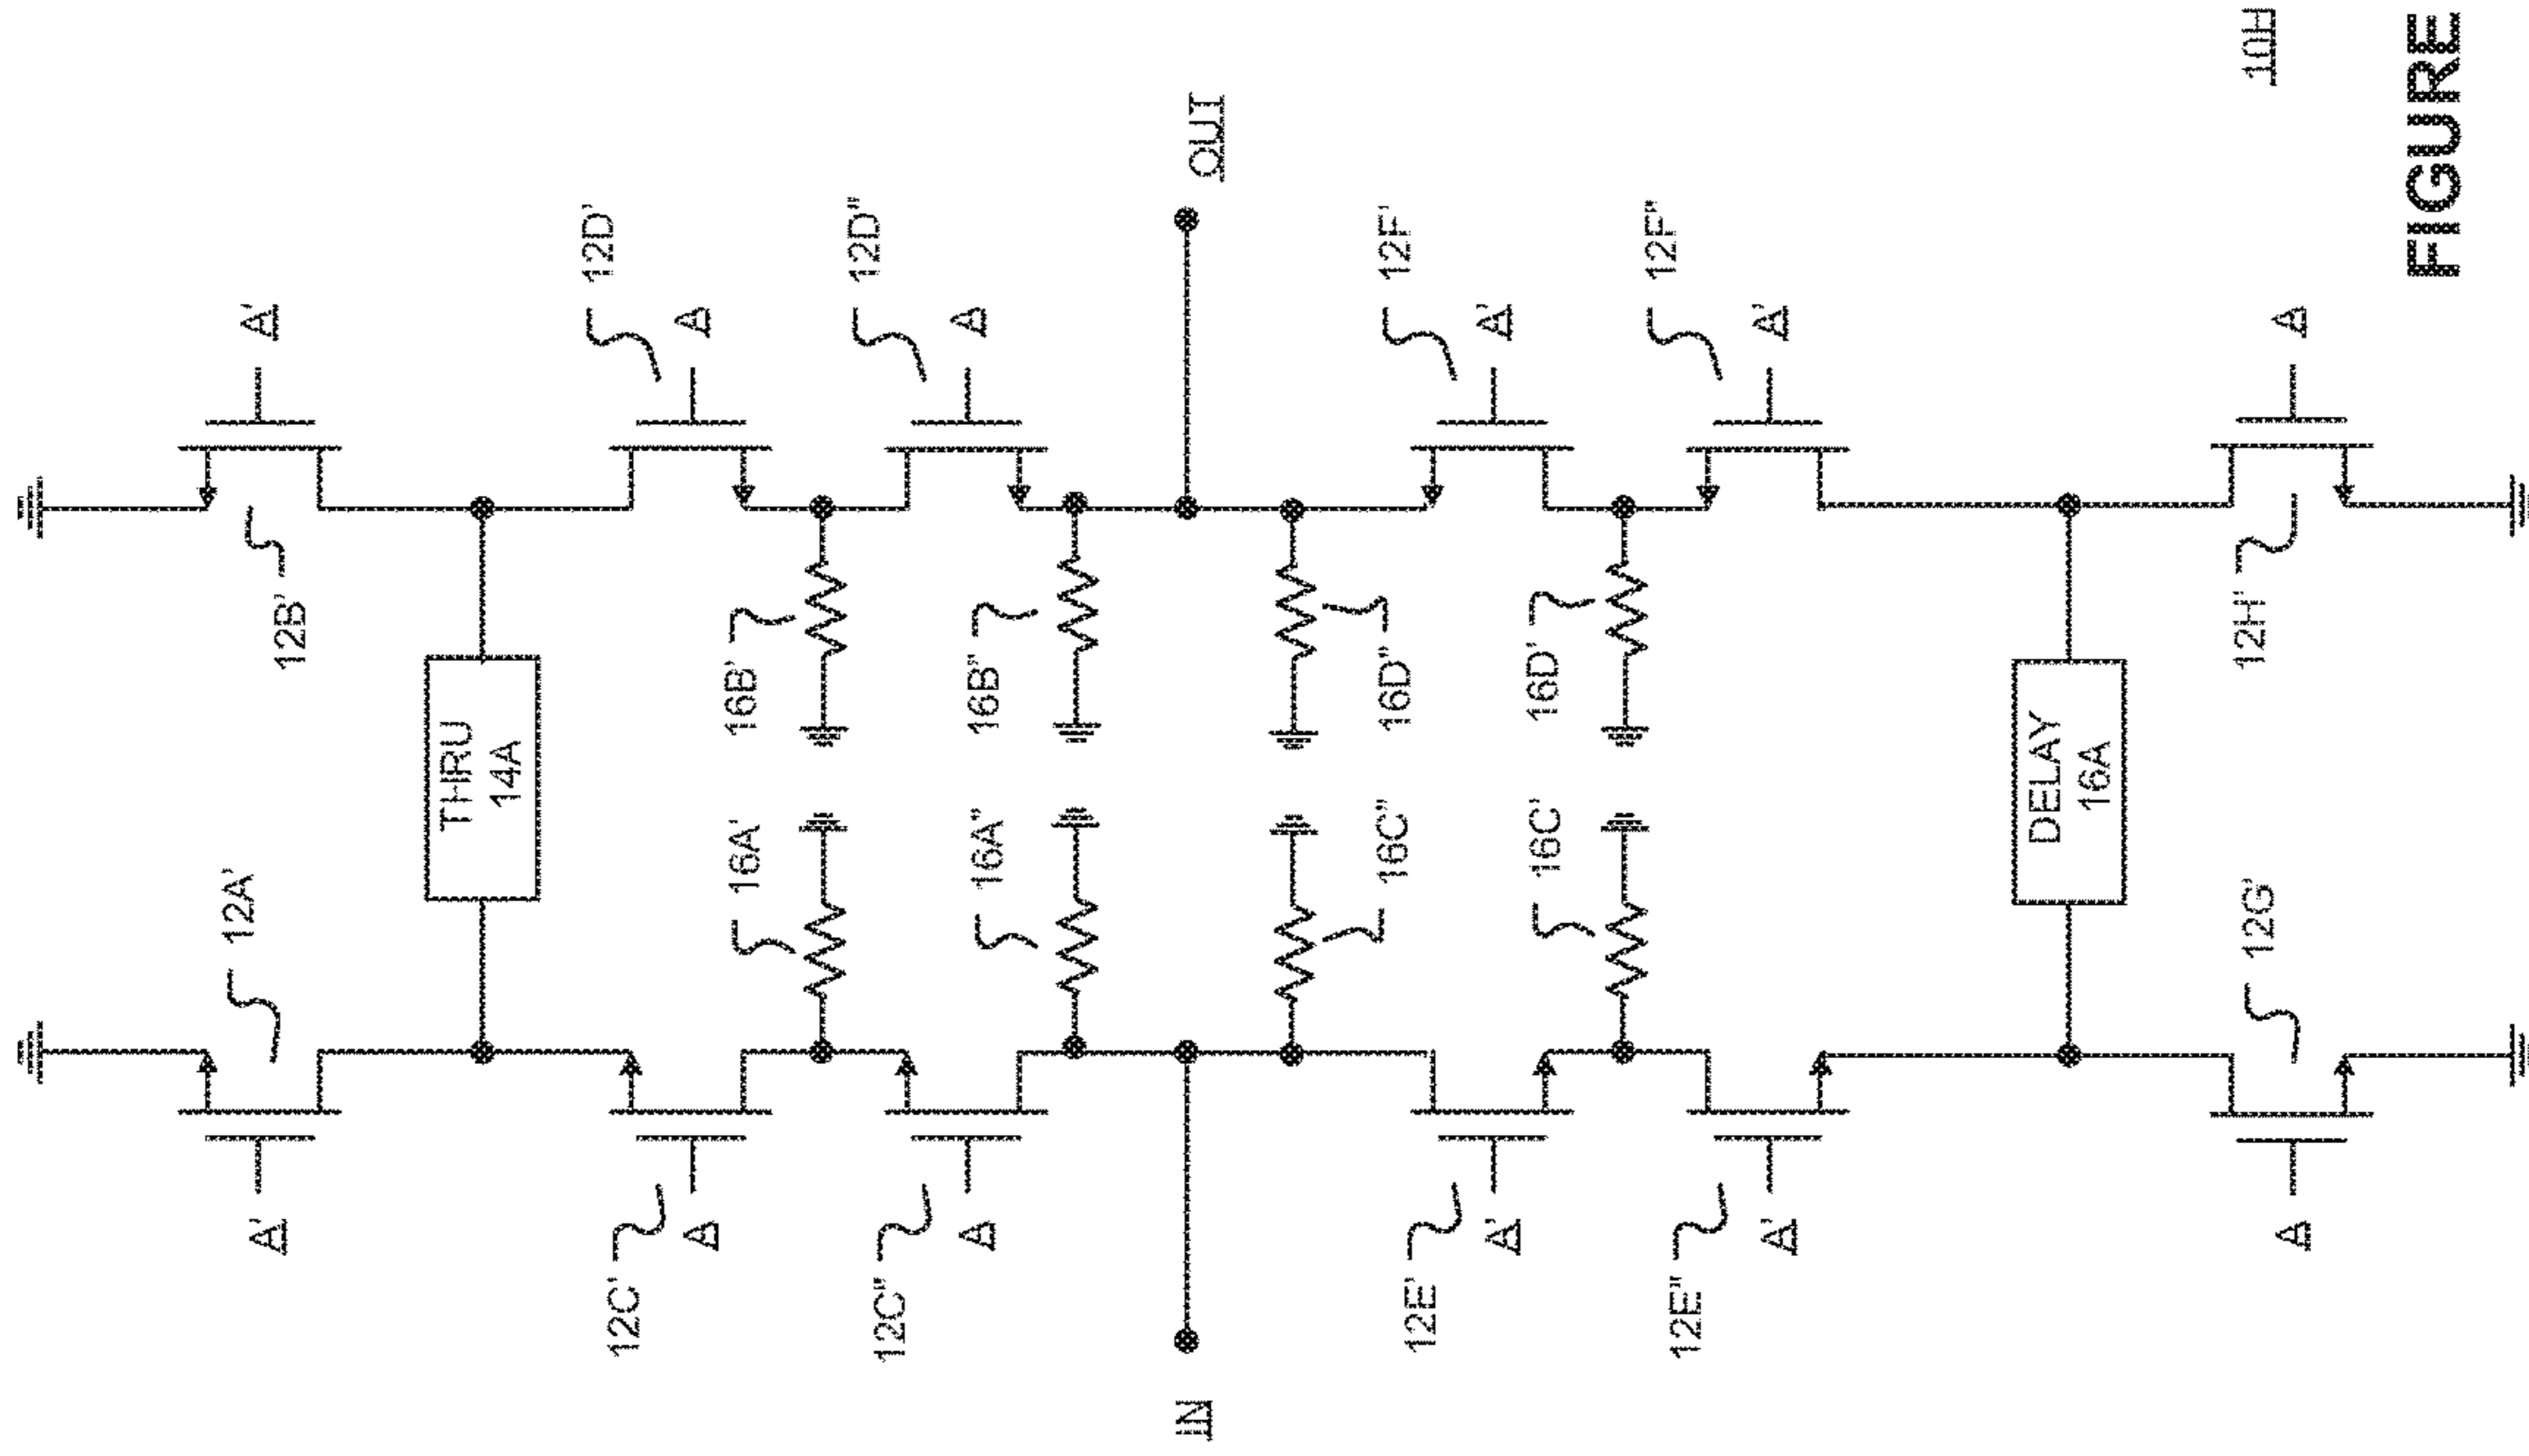 12A'
A'
A'
12B'
THRU
14A
12C'
12D'
A
A
16A'
16B'
12C"
12D"
A
A
16A"
16B"
IN
OUT
16C"
16D"
12E'
12F'
A'
A'
16C'
16D'
12E"
12F"
A'
A'
DELAY
16A
12G'
12H'
A
A
10H
FIGURE